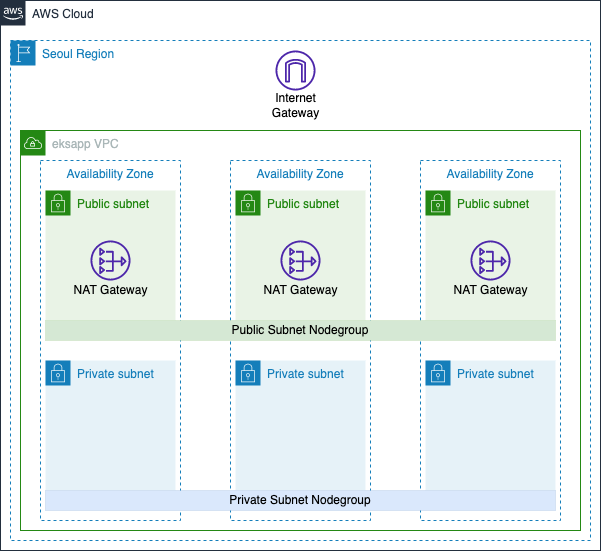 aws
AWS Cloud
Seoul Region
Internet
Gateway
eksapp VPC
Availability Zone
Availability Zone
Availability Zone
Public subnet
Public subnet
Public subnet
NAT Gateway
NAT Gateway
NAT Gateway
Public Subnet Nodegroup
Private subnet
Private subnet
Private subnet
Private Subnet Nodegroup